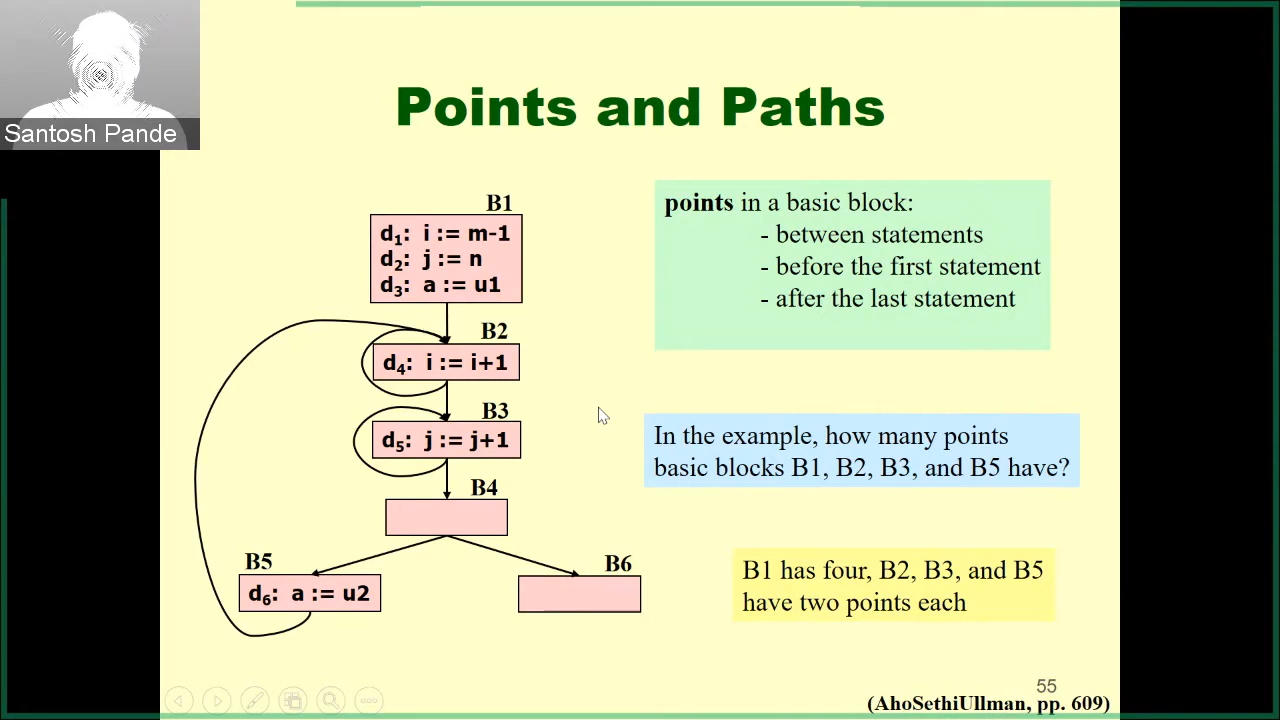 Santosh Pande
Points and Paths
B1
d1: i := m-1
d2: j := n
d3: a := u1
B2
d4: i := i+1
B3
d5: j := j+1
B4
B5
d6: a := u2
B6
points in a basic block:
- between statements
- before the first statement
- after the last statement
In the example, how many points
basic blocks B1, B2, B3, and B5 have?
B1 has four, B2, B3, and B5
have two points each
55
(AhoSethiUllman, pp. 609)